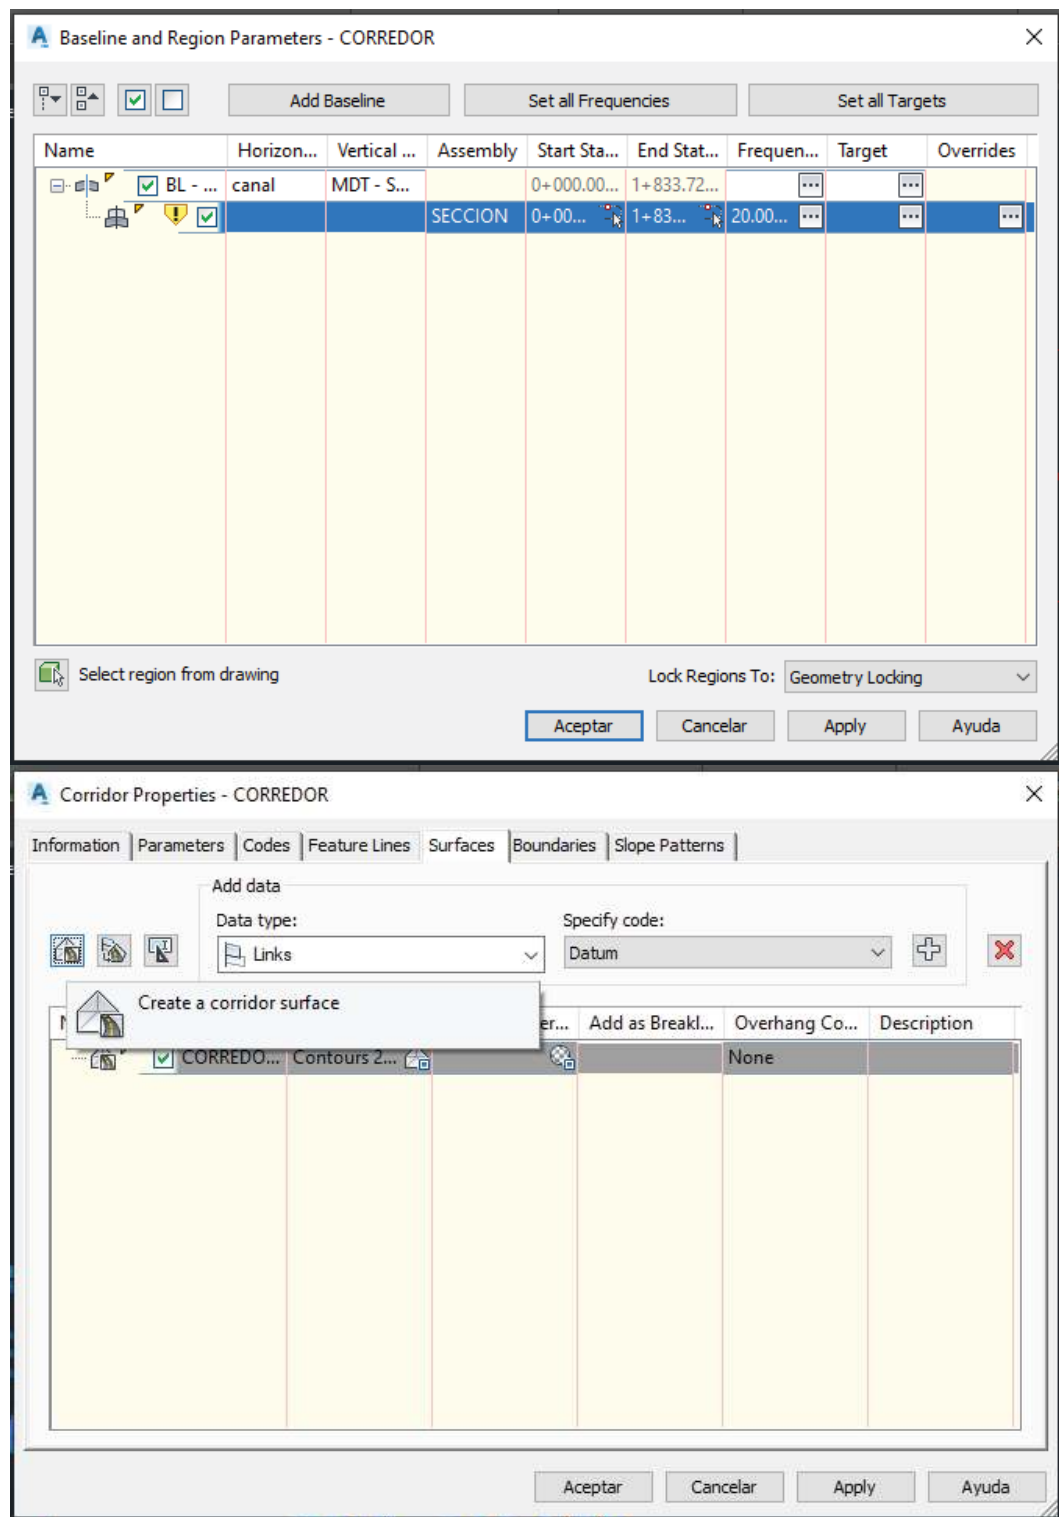 Baseline and Region Parameters - CORREDOR
Add Baseline Set all Frequencies Set all Targets
Name Horizon... Vertical ... Assembly Start Sta... End Stat... Frequen... Target Overrides
BL - ... canal MDT - S... 0+000.00... 1+833.72...
SECCION 0+00... 1+83... 20.00...
Select region from drawing Lock Regions To: Geometry Locking
Aceptar Cancelar Apply Ayuda
Corridor Properties - CORREDOR
Information Parameters Codes Feature Lines Surfaces Boundaries Slope Patterns
Add data
Data type: Specify code:
Links Datum
Create a corridor surface
er... Add as Breakl... Overhang Co... Description
CORREDO... Contours 2... None
Aceptar Cancelar Apply Ayuda